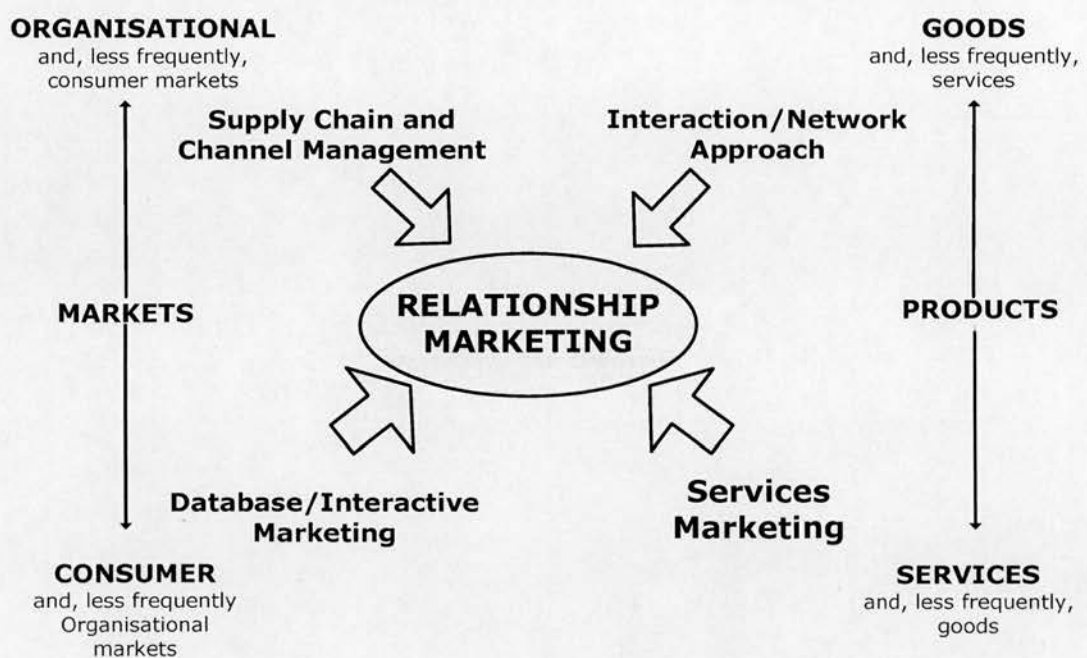 ORGANISATIONAL
and, less frequently,
consumer markets
GOODS
and, less frequently,
services
Supply Chain and
Channel Management
Interaction/Network
Approach
MARKETS
RELATIONSHIP
MARKETING
PRODUCTS
Database/Interactive
Marketing
Services
Marketing
CONSUMER
and, less frequently
Organisational
markets
SERVICES
and, less frequently,
goods